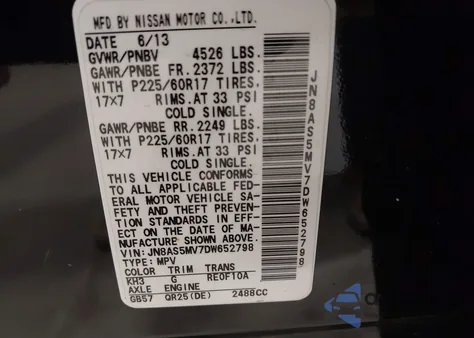 MFD BY NISSAN MOTOR CO.,LTD.
DATE 6/13
GVWR/PNBV 4526 LBS.
GAWR/PNBE FR. 2372 LBS.
WITH P225/60R17 TIRES,
17×7 RIMS.AT 33 PSI
COLD SINGLE.
GAWR/PNBE RR. 2249 LBS.
WITH P225/60R17 TIRES,
17×7 RIMS.AT 33 PSI
COLD SINGLE.
THIS VEHICLE CONFORMS
TO ALL APPLICABLE FED-
ERAL MOTOR VEHICLE SA-
FETY AND THEFT PREVEN-
TION STANDARDS IN EFF-
ECT ON THE DATE OF MA-
NUFACTURE SHOWN ABOVE.
VIN:JN8AS5MV7DW652798
TYPE:MPV
COLOR TRIM TRANS
KH3 G RE0F10A
AXLE ENGINE
GB57 QR25(DE) 2488CC
JN8AS5MV7DW652798